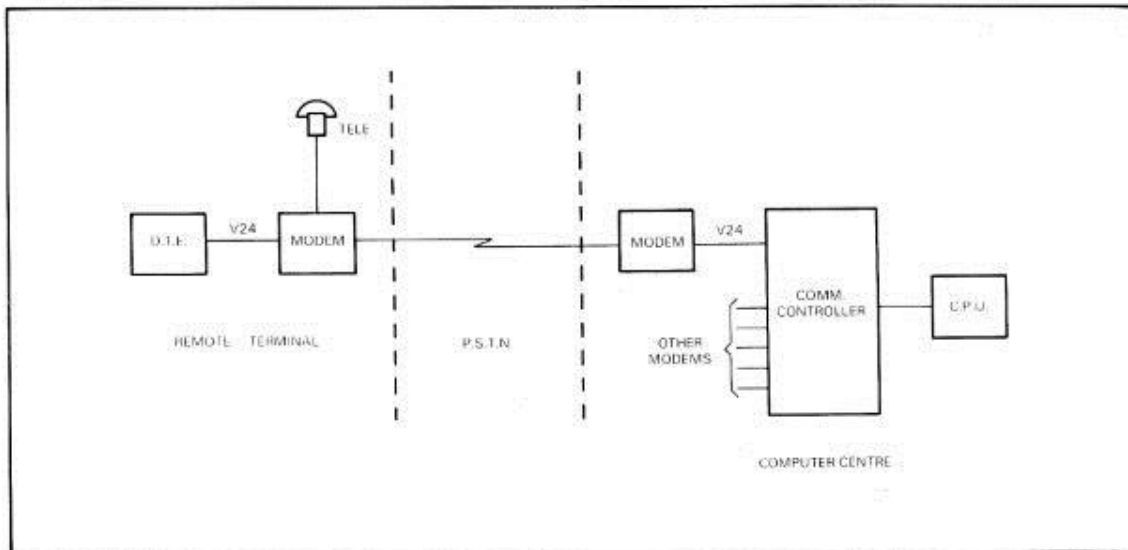 TELE
D.T.E.
V24
MODEM
MODEM
V24
COMM.
CONTROLLER
C.P.U.
REMOTE TERMINAL
P.S.T.N.
OTHER
MODEMS
COMPUTER CENTRE